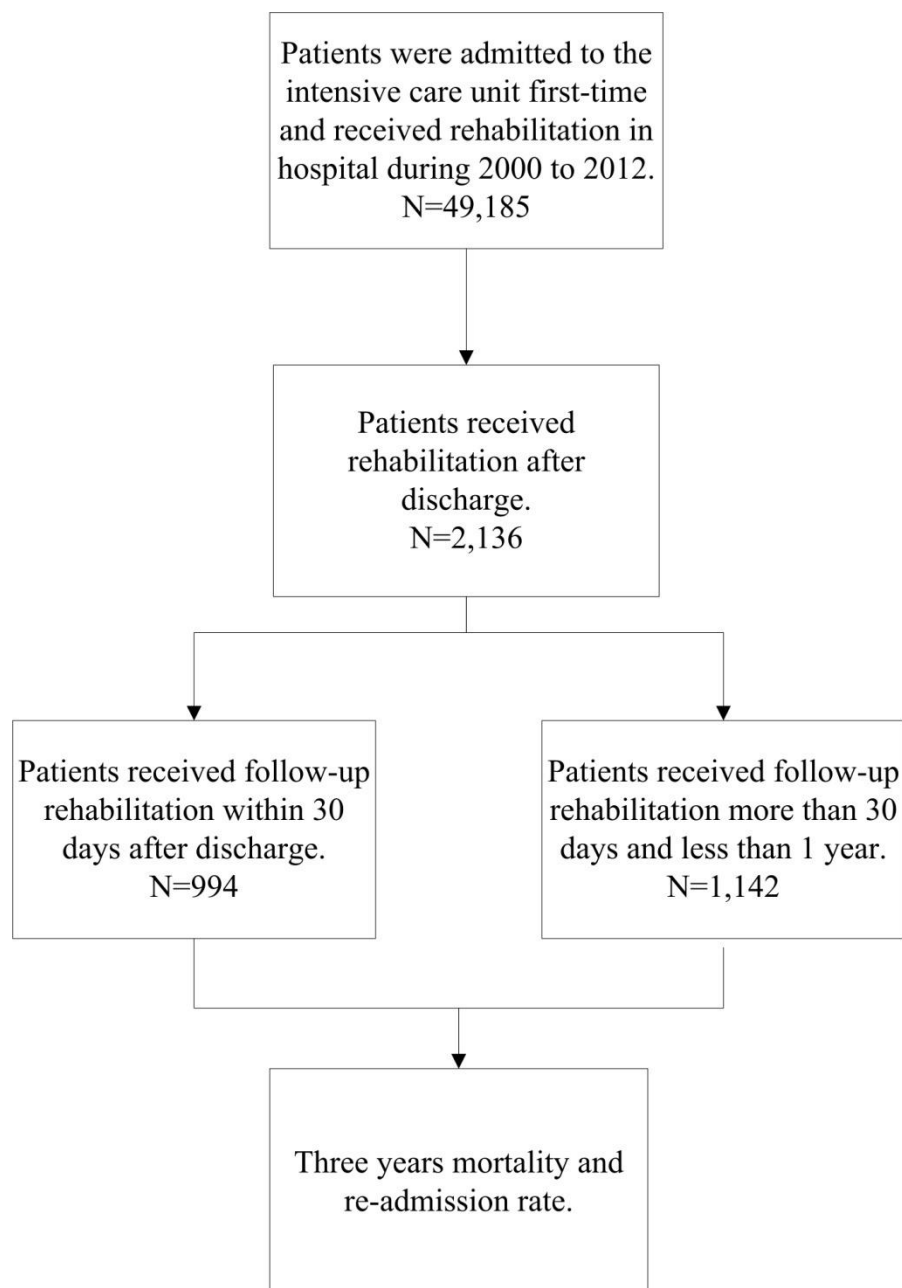 Patients were admitted to the
intensive care unit first-time
and received rehabilitation in
hospital during 2000 to 2012.
N=49,185
Patients received
rehabilitation after
discharge.
N=2,136
Patients received follow-up
rehabilitation within 30
days after discharge.
N=994
Patients received follow-up
rehabilitation more than 30
days and less than 1 year.
N=1,142
Three years mortality and
re-admission rate.